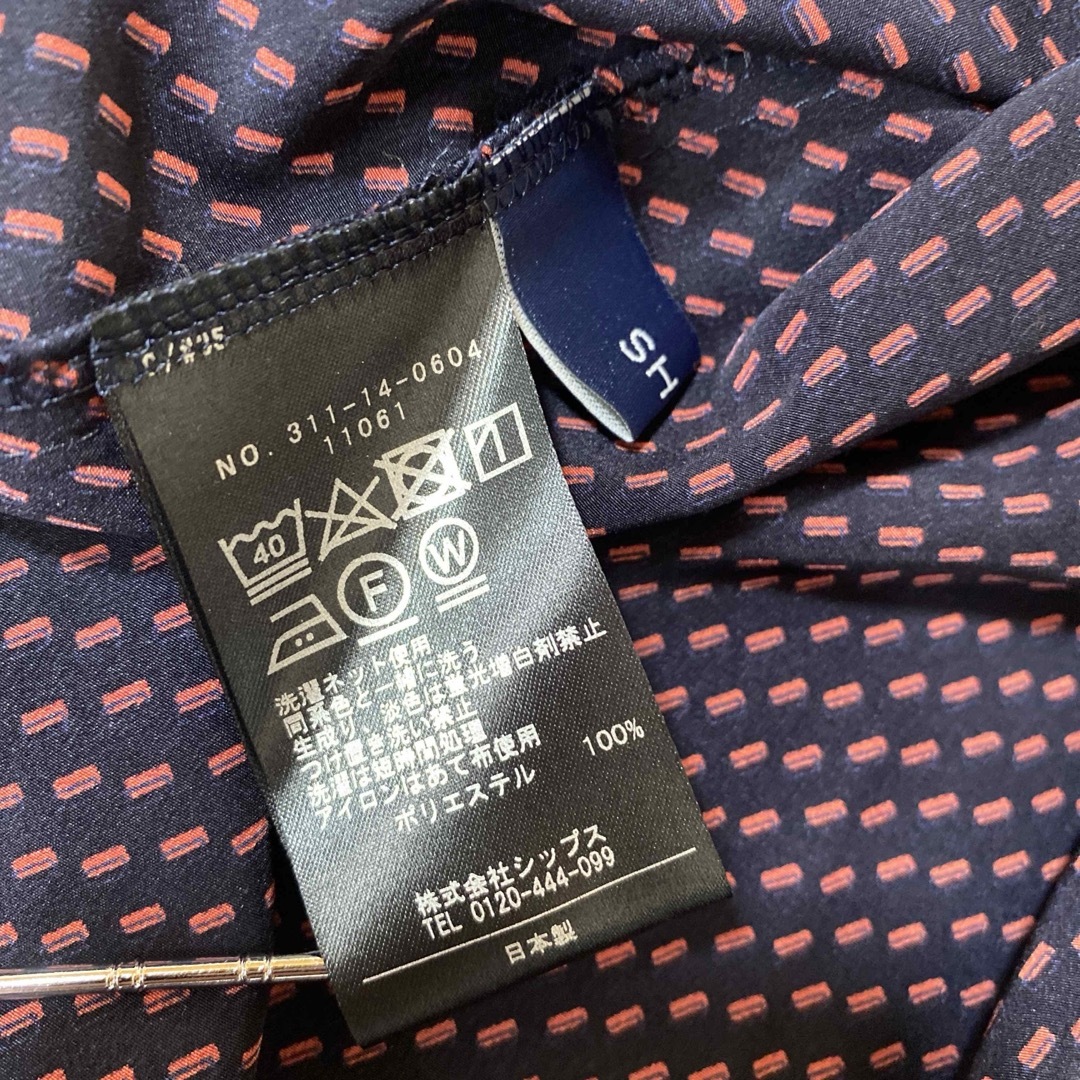 NO. 311-14-0604
11061
40
F
W
洗濯ネット使用
同系色と一緒に洗う
生成り、淡色は蛍光増白剤禁止
つけ置き洗い禁止
洗濯は短時間処理
アイロンはあて布使用
ポリエステル 100%
株式会社シップス
TEL 0120-444-099
日本製
SH